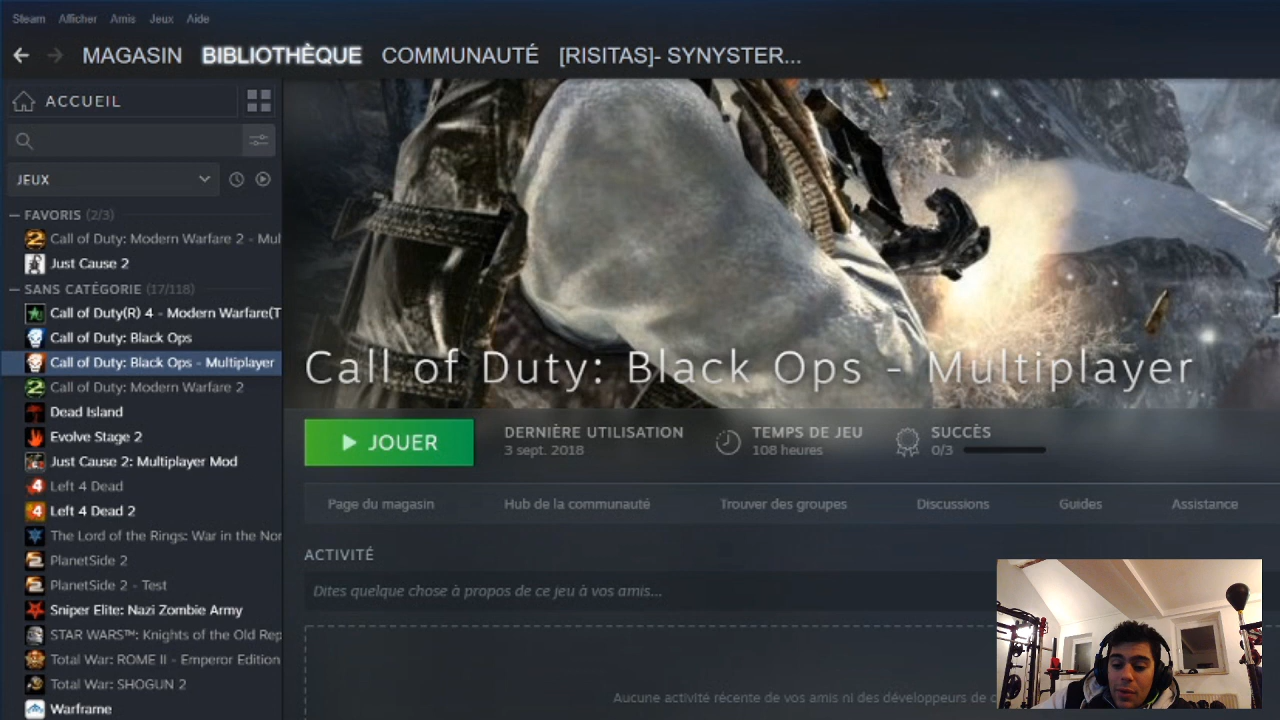 Steam Afficher Amis Jeux Aide
MAGASIN BIBLIOTHÈQUE COMMUNAUTÉ [RISITAS]- SYNYSTER...
ACCUEIL
JEUX
FAVORIS (2/3)
Call of Duty: Modern Warfare 2 - Mul
Just Cause 2
SANS CATÉGORIE (17/118)
Call of Duty(R) 4 - Modern Warfare(T
Call of Duty: Black Ops
Call of Duty: Black Ops - Multiplayer
Call of Duty: Modern Warfare 2
Dead Island
Evolve Stage 2
Just Cause 2: Multiplayer Mod
Left 4 Dead
Left 4 Dead 2
The Lord of the Rings: War in the Nor
PlanetSide 2
PlanetSide 2 - Test
Sniper Elite: Nazi Zombie Army
STAR WARS™: Knights of the Old Rep
Total War: ROME II - Emperor Edition
Total War: SHOGUN 2
Warframe
Call of Duty: Black Ops - Multiplayer
JOUER
DERNIÈRE UTILISATION
3 sept. 2018
TEMPS DE JEU
108 heures
SUCCÈS
0/3
Page du magasin Hub de la communauté Trouver des groupes Discussions Guides Assistance
ACTIVITÉ
Dites quelque chose à propos de ce jeu à vos amis...
Aucune activité récente de vos amis ni des développeurs de c